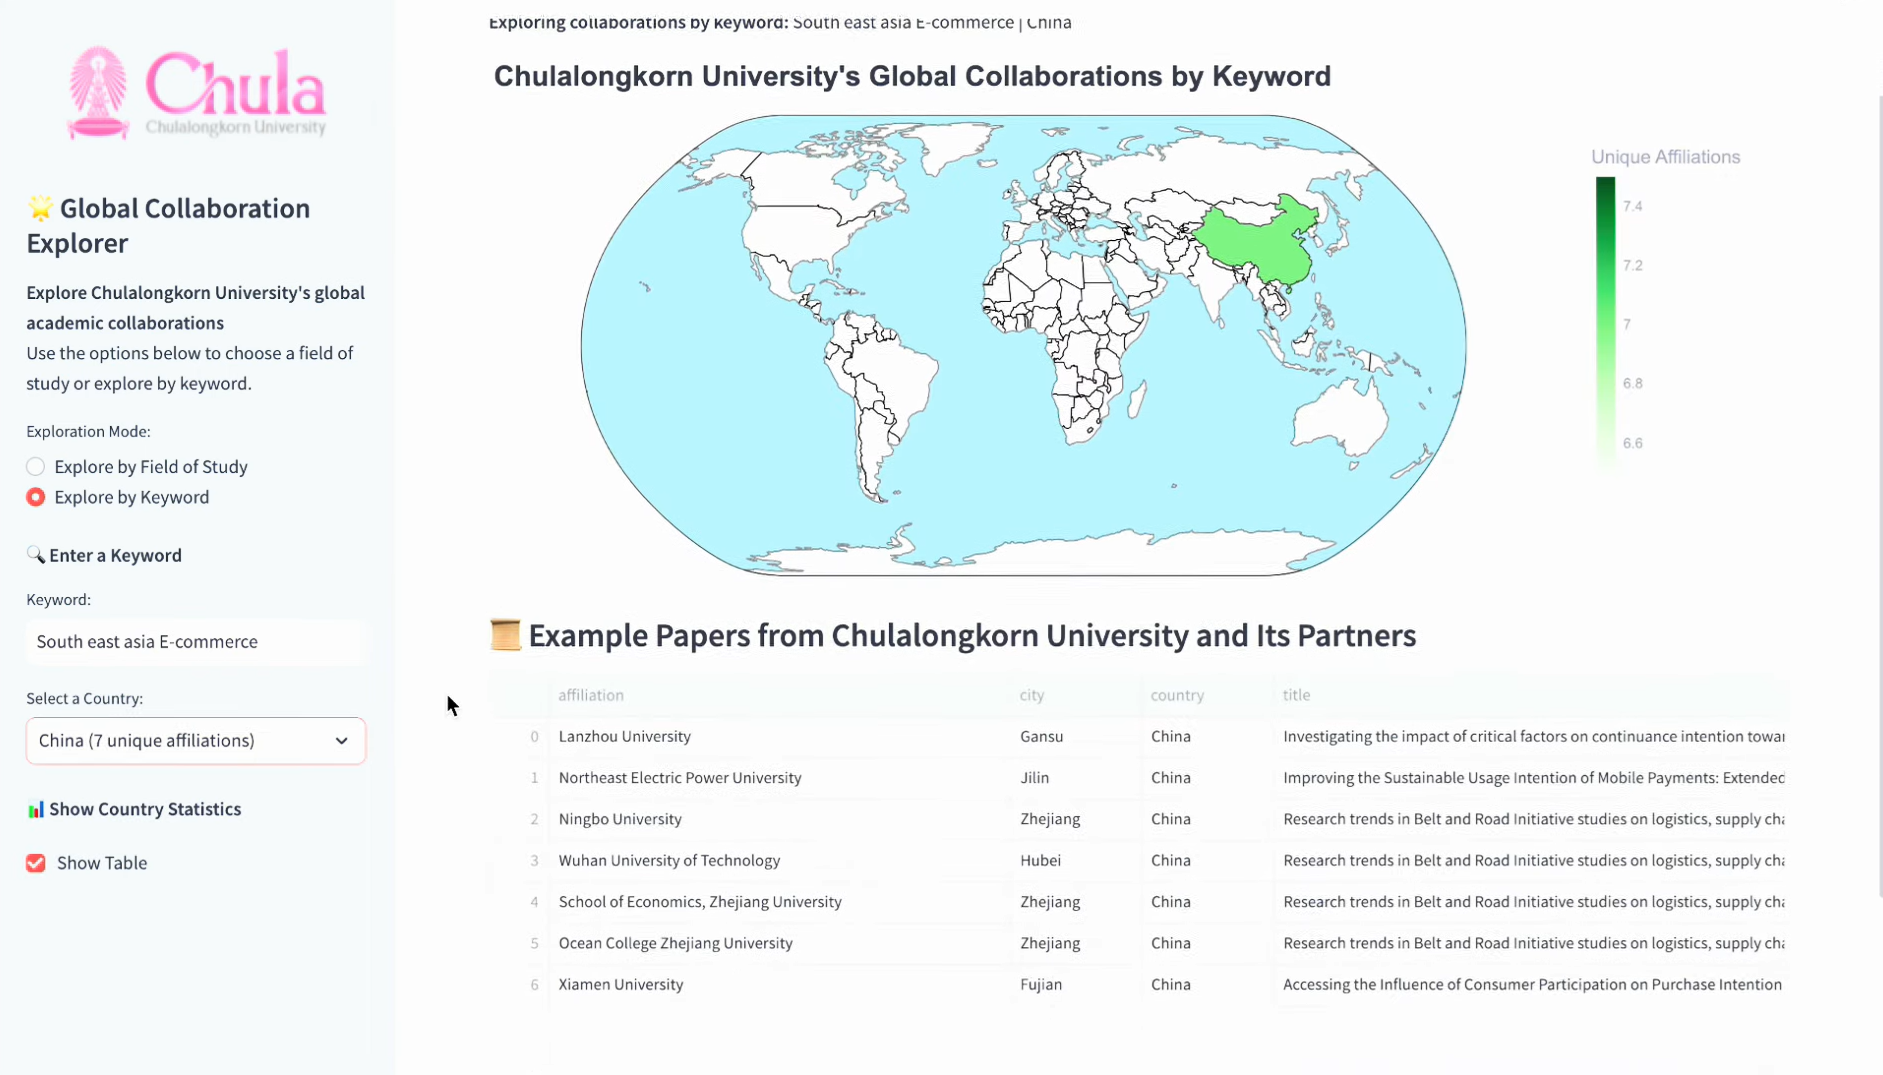 Chula
Chulalongkorn University
🌟 Global Collaboration
Explorer
Explore Chulalongkorn University's global
academic collaborations
Use the options below to choose a field of
study or explore by keyword.
Exploration Mode:
Explore by Field of Study
Explore by Keyword
🔍 Enter a Keyword
Keyword:
South east asia E-commerce
Select a Country:
China (7 unique affiliations)
📊 Show Country Statistics
Show Table
Exploring collaborations by Keyword: South east asia E-commerce | China
Chulalongkorn University's Global Collaborations by Keyword
Unique Affiliations
7.4
7.2
7
6.8
6.6
📜 Example Papers from Chulalongkorn University and Its Partners
affiliation city country title
0 Lanzhou University Gansu China Investigating the impact of critical factors on continuance intention towar
1 Northeast Electric Power University Jilin China Improving the Sustainable Usage Intention of Mobile Payments: Extended
2 Ningbo University Zhejiang China Research trends in Belt and Road Initiative studies on logistics, supply cha
3 Wuhan University of Technology Hubei China Research trends in Belt and Road Initiative studies on logistics, supply cha
4 School of Economics, Zhejiang University Zhejiang China Research trends in Belt and Road Initiative studies on logistics, supply cha
5 Ocean College Zhejiang University Zhejiang China Research trends in Belt and Road Initiative studies on logistics, supply cha
6 Xiamen University Fujian China Accessing the Influence of Consumer Participation on Purchase Intention